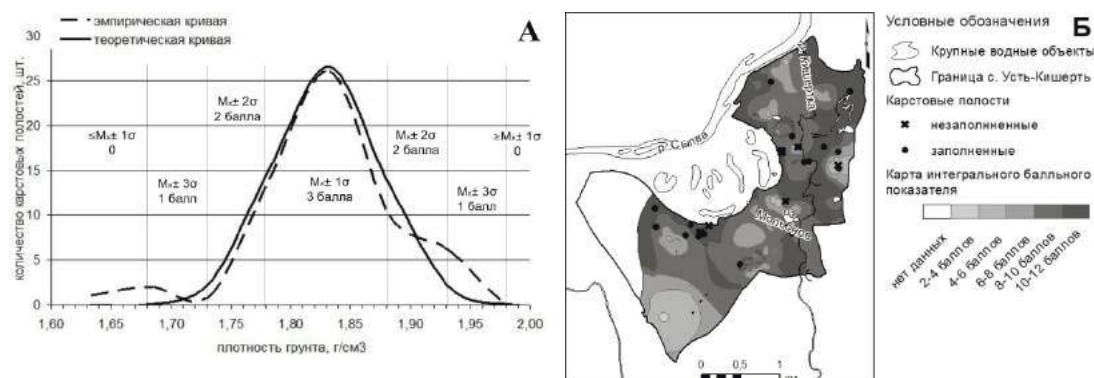 эмпирическая кривая
теоретическая кривая
А
количество карстовых полостей, шт.
30
25
20
15
10
5
0
≤Mₓ± 1σ
0
Mₓ± 3σ
1 балл
Mₓ± 2σ
2 балла
Mₓ± 1σ
3 балла
Mₓ± 2σ
2 балла
Mₓ± 3σ
1 балл
≥Mₓ± 1σ
0
1,60
1,70
1,75
1,85
1,90
1,95
2,00
плотность грунта, г/см3
р. Сылва
Кишертка
оз. Молёбное
0 0,5 1
км
Б
Условные обозначения
Крупные водные объекты
Граница с. Усть-Кишерть
Карстовые полости
незаполненные
заполненные
Карта интегрального балльного
показателя
нет данных
2-4 баллов
4-6 баллов
6-8 баллов
8-10 баллов
10-12 баллов